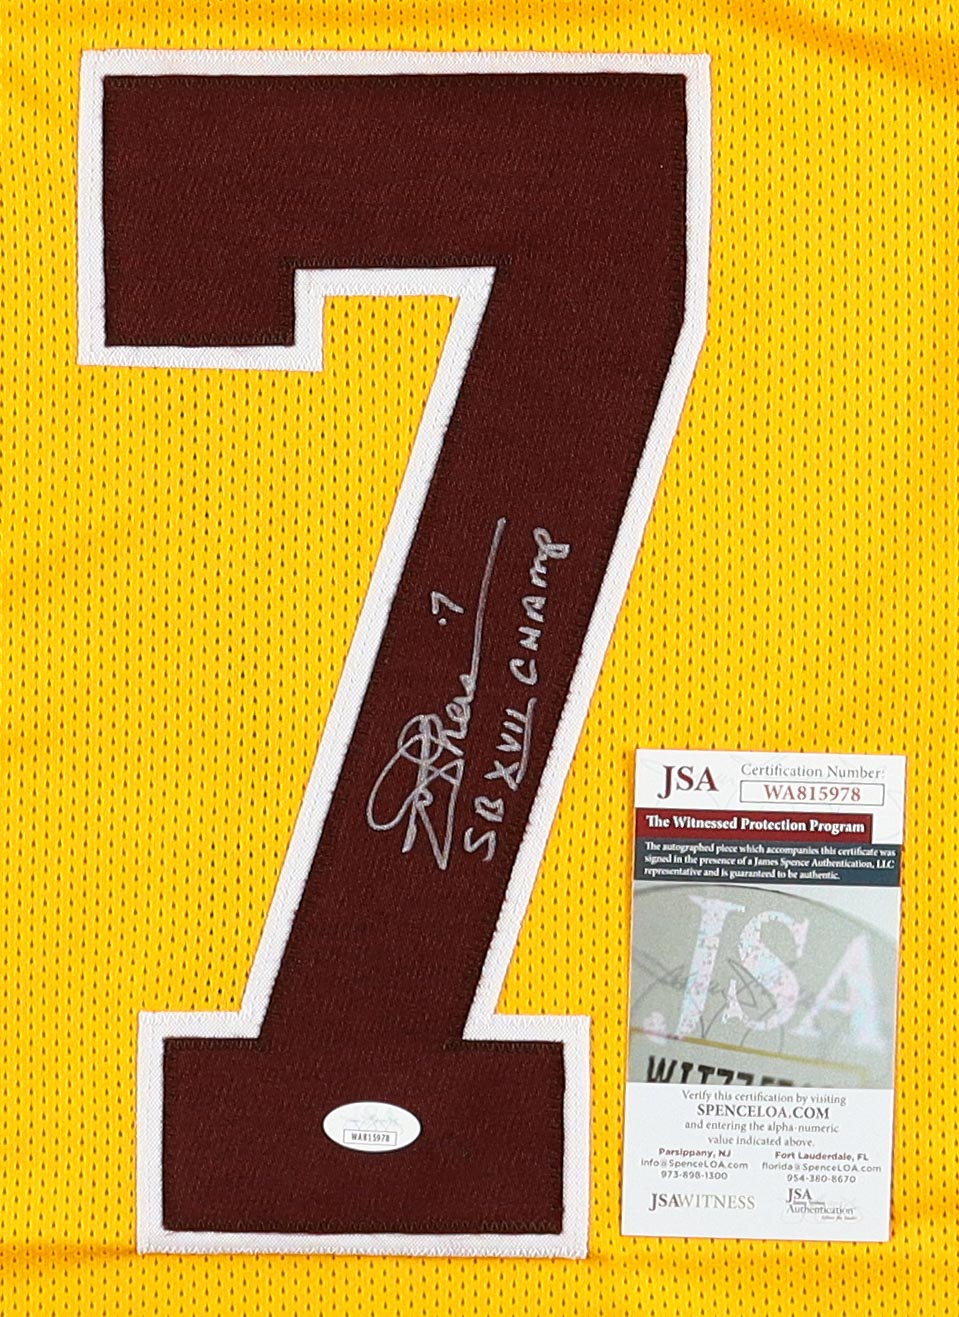 7
.7
SB XVII CHAMP
JSA
Certification Number:
WA815978
The Witnessed Protection Program
The autographed piece which accompanies this certificate was
signed in the presence of a James Spence Authentication, LLC
representative and is guaranteed to be authentic.
JSA
Verify this certification by visiting
SPENCELOA.COM
and entering the alpha-numeric
value indicated above.
Parsippany, NJ
info@SpenceLOA.com
973-898-1300
Fort Lauderdale, FL
florida@SpenceLOA.com
954-380-8670
JSAWITNESS
JSA
Authentication
WA815978